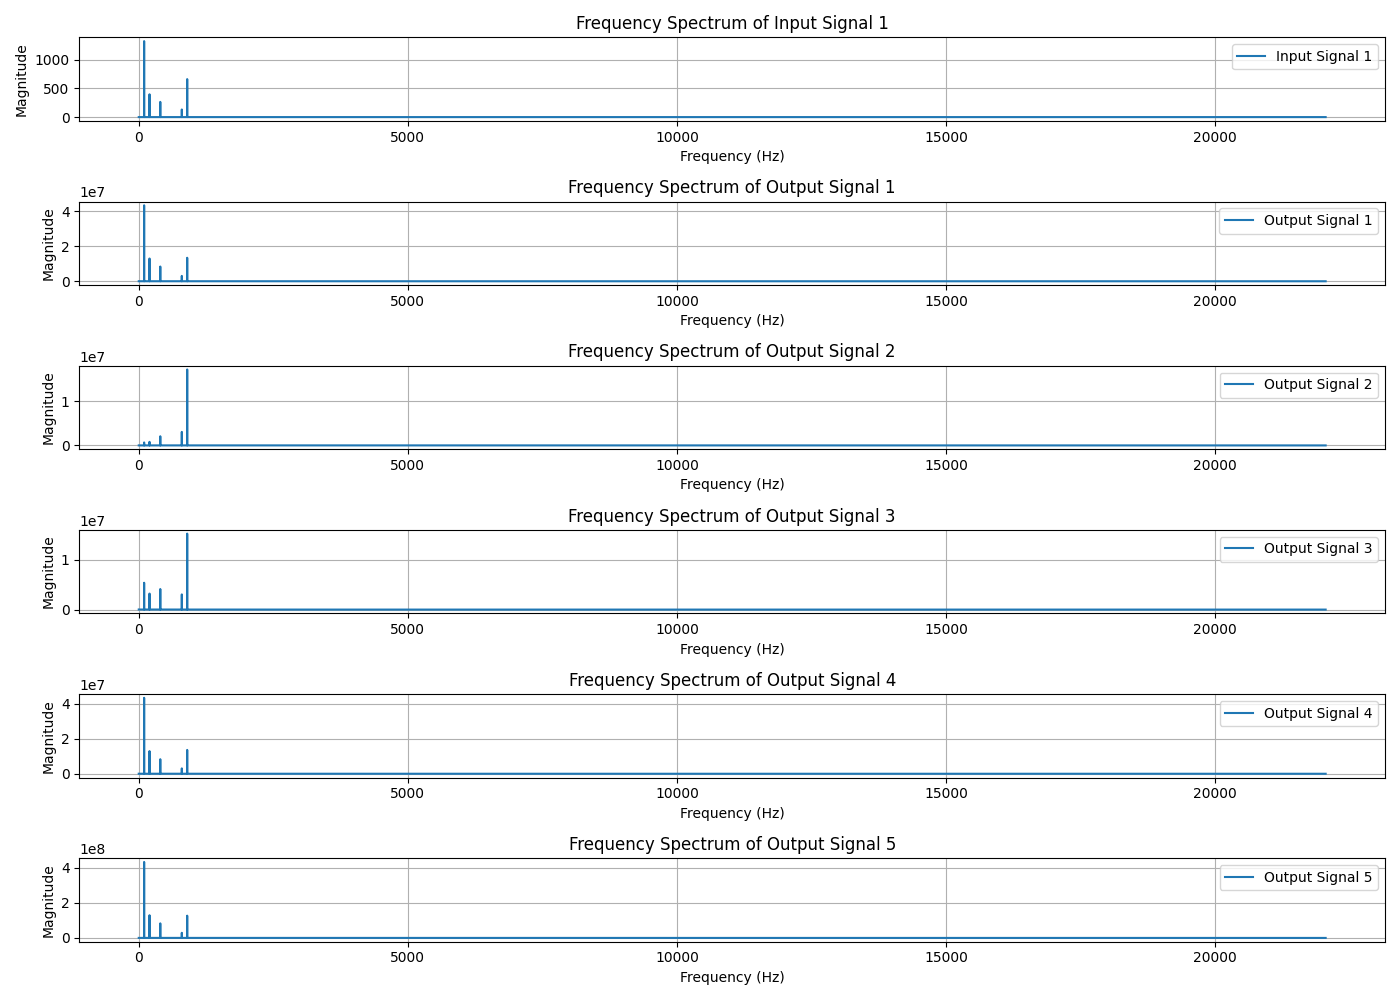 Frequency Spectrum of Input Signal 1
Magnitude
1000
500
0
Input Signal 1
0 5000 10000 15000 20000
Frequency (Hz)
Frequency Spectrum of Output Signal 1
1e7
Magnitude
4
2
0
Output Signal 1
0 5000 10000 15000 20000
Frequency (Hz)
Frequency Spectrum of Output Signal 2
1e7
Magnitude
1
0
Output Signal 2
0 5000 10000 15000 20000
Frequency (Hz)
Frequency Spectrum of Output Signal 3
1e7
Magnitude
1
0
Output Signal 3
0 5000 10000 15000 20000
Frequency (Hz)
Frequency Spectrum of Output Signal 4
1e7
Magnitude
4
2
0
Output Signal 4
0 5000 10000 15000 20000
Frequency (Hz)
Frequency Spectrum of Output Signal 5
1e8
Magnitude
4
2
0
Output Signal 5
0 5000 10000 15000 20000
Frequency (Hz)